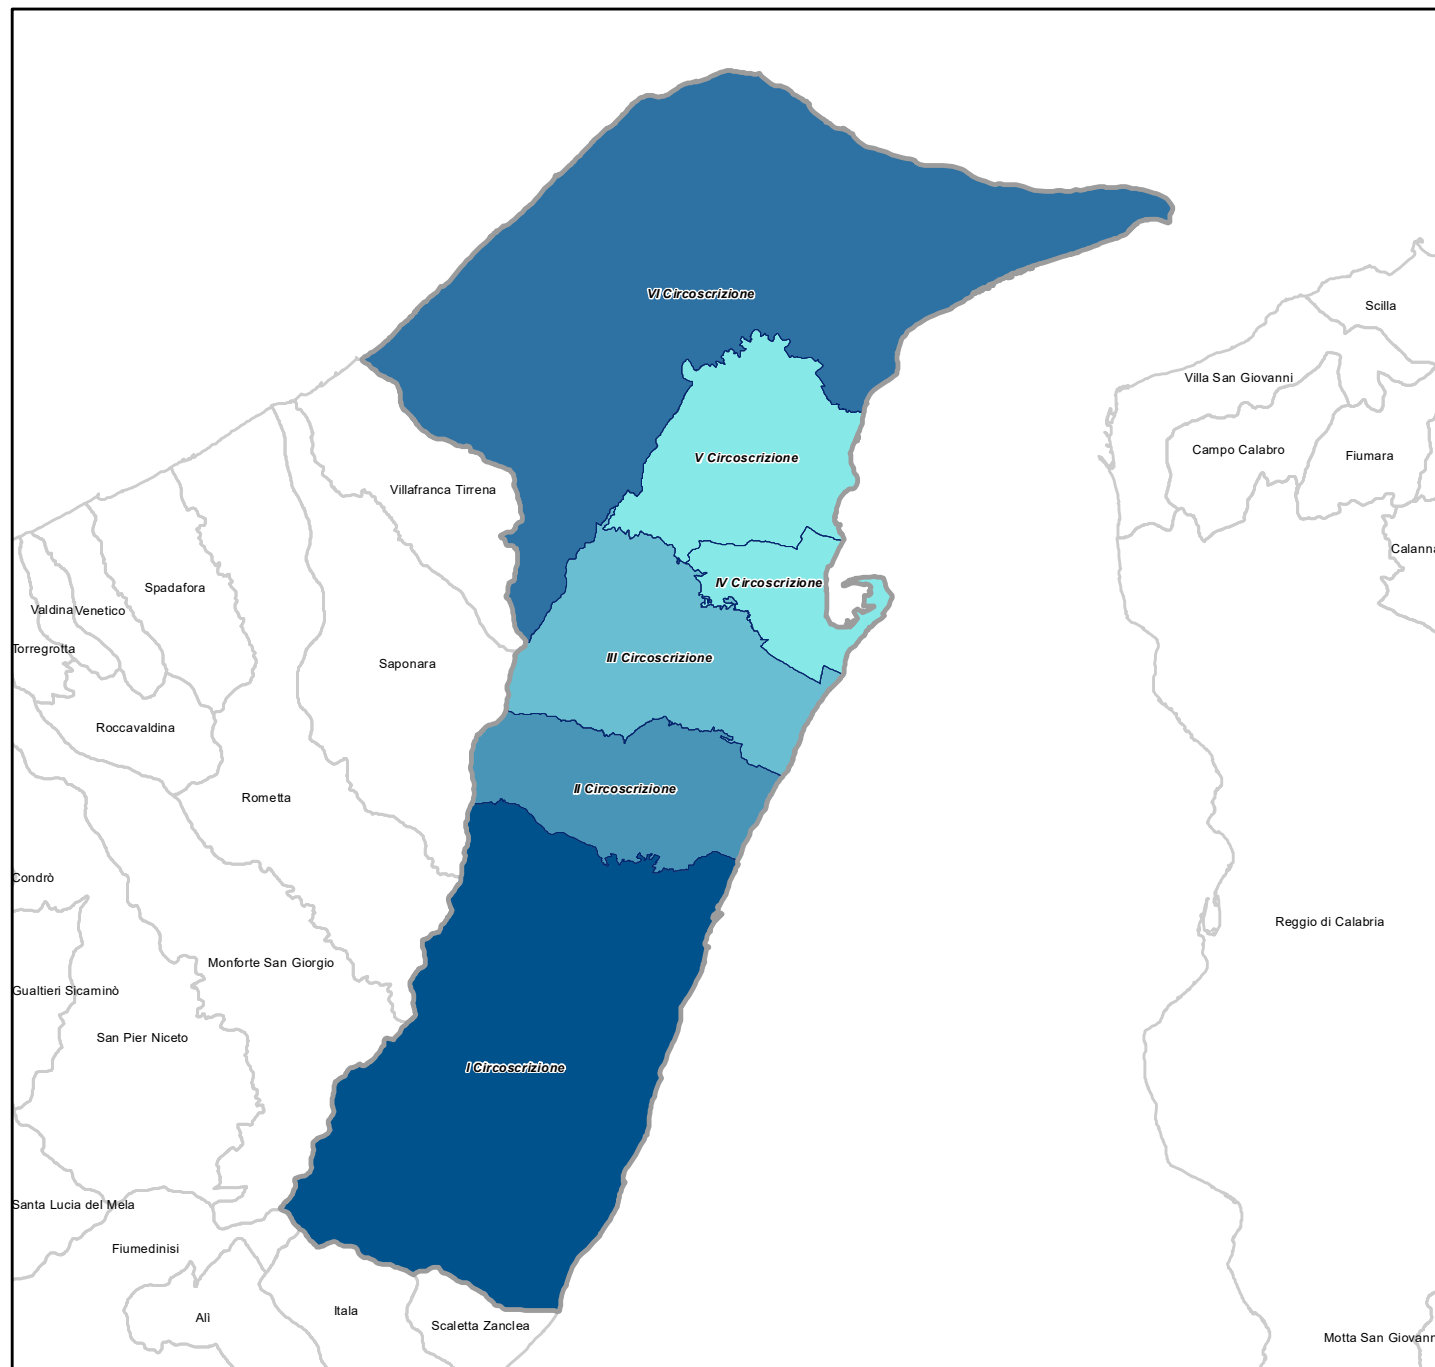 VI Circoscrizione
Scilla
Villa San Giovanni
V Circoscrizione
Campo Calabro
Fiumara
Villafranca Tirrena
Calanna
IV Circoscrizione
Spadafora
Valdina
Venetico
Torregrotta
III Circoscrizione
Saponara
Roccavaldina
II Circoscrizione
Rometta
Condrò
Reggio di Calabria
Monforte San Giorgio
Gualtieri Sicaminò
San Pier Niceto
I Circoscrizione
Santa Lucia del Mela
Fiumedinisi
Itala
Alì
Scaletta Zanclea
Motta San Giovann